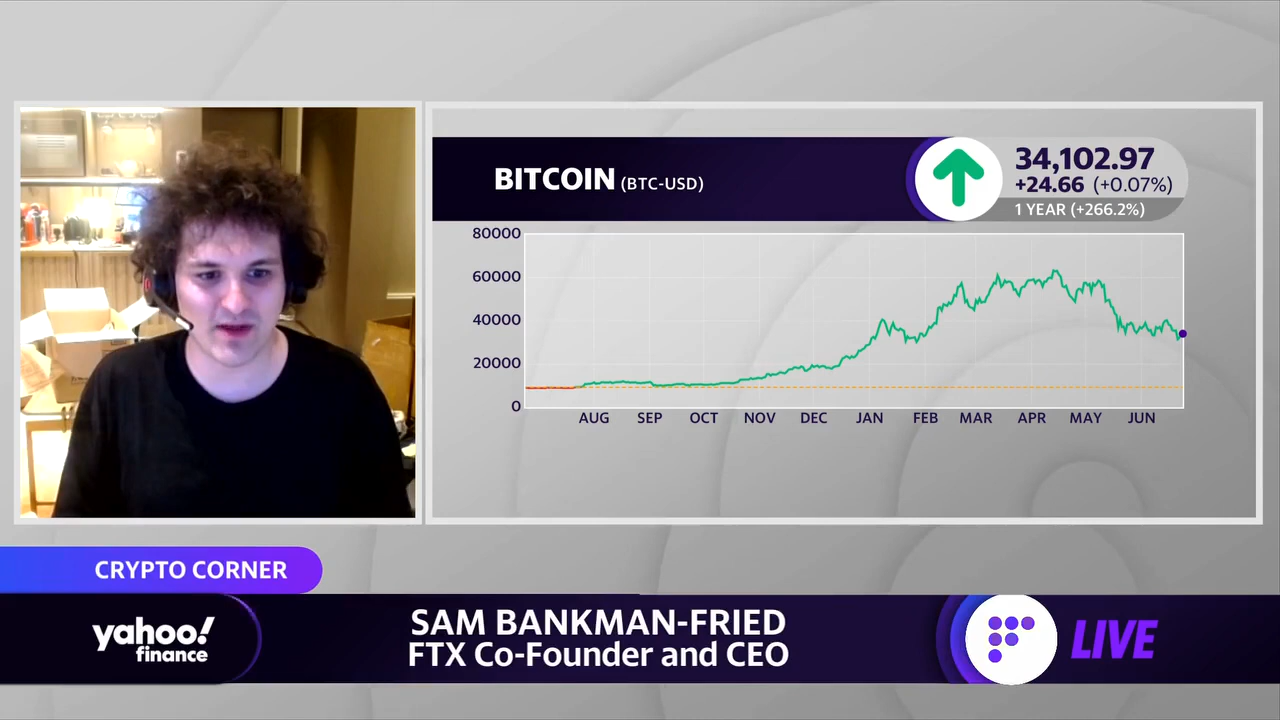 BITCOIN (BTC-USD)
34,102.97
+24.66 (+0.07%)
1 YEAR (+266.2%)
80000
60000
40000
20000
0
AUG SEP OCT NOV DEC JAN FEB MAR APR MAY JUN
CRYPTO CORNER
yahoo!
finance
SAM BANKMAN-FRIED
FTX Co-Founder and CEO
LIVE